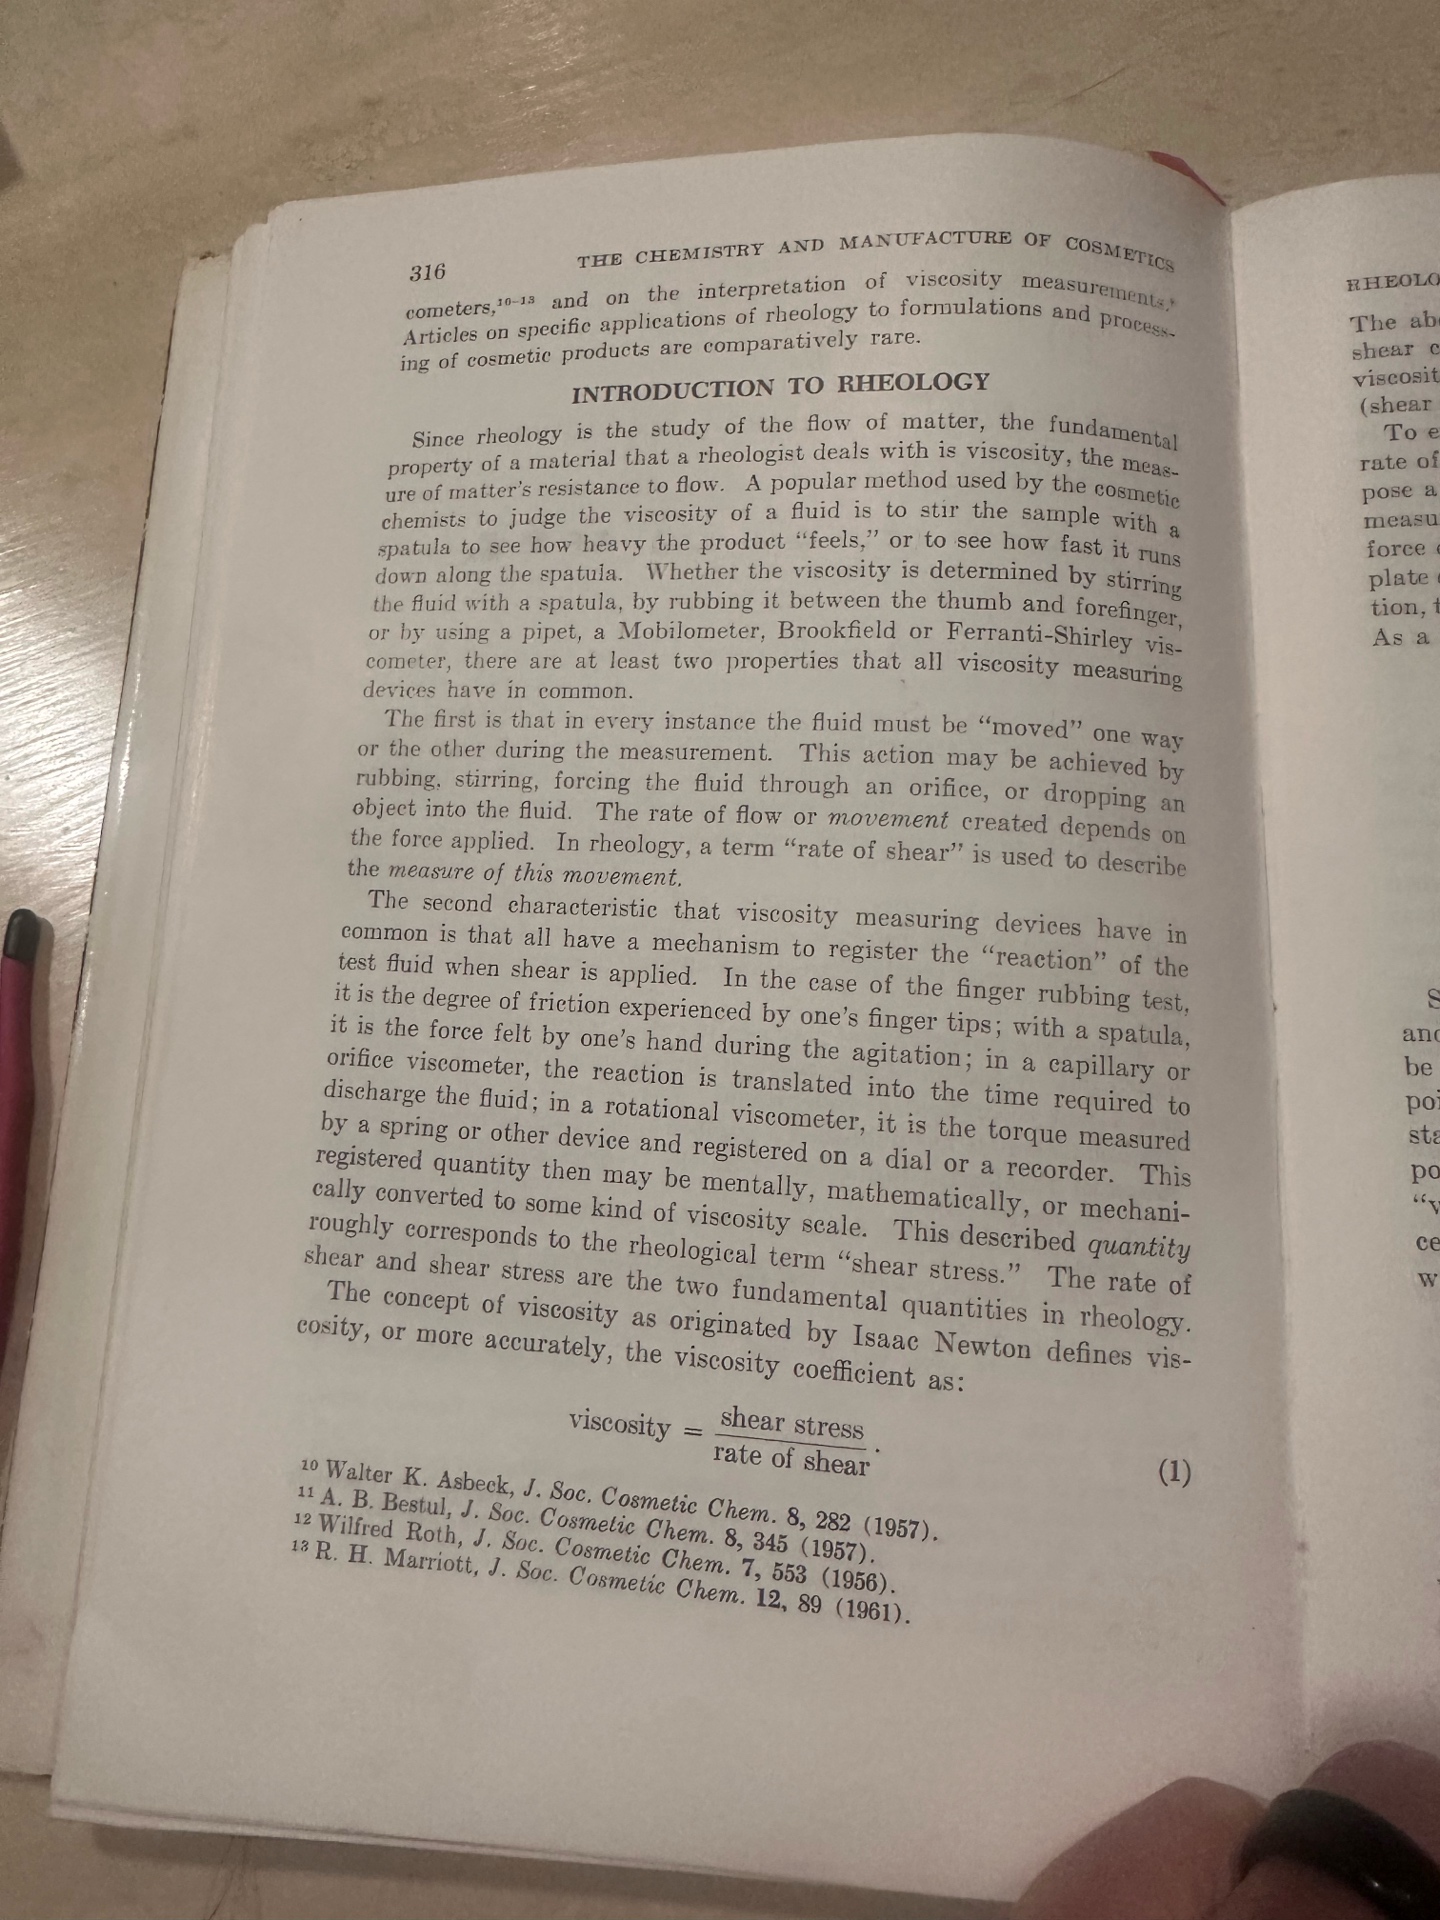 316
THE CHEMISTRY AND MANUFACTURE OF COSMETICS
cometers,¹⁰⁻¹³ and on the interpretation of viscosity measurements.
Articles on specific applications of rheology to formulations and process-
ing of cosmetic products are comparatively rare.
INTRODUCTION TO RHEOLOGY
Since rheology is the study of the flow of matter, the fundamental
property of a material that a rheologist deals with is viscosity, the meas-
ure of matter's resistance to flow. A popular method used by the cosmetic
chemists to judge the viscosity of a fluid is to stir the sample with a
spatula to see how heavy the product “feels,” or to see how fast it runs
down along the spatula. Whether the viscosity is determined by stirring
the fluid with a spatula, by rubbing it between the thumb and forefinger,
or by using a pipet, a Mobilometer, Brookfield or Ferranti-Shirley vis-
cometer, there are at least two properties that all viscosity measuring
devices have in common.
The first is that in every instance the fluid must be “moved” one way
or the other during the measurement. This action may be achieved by
rubbing, stirring, forcing the fluid through an orifice, or dropping an
object into the fluid. The rate of flow or movement created depends on
the force applied. In rheology, a term “rate of shear” is used to describe
the measure of this movement.
The second characteristic that viscosity measuring devices have in
common is that all have a mechanism to register the “reaction” of the
test fluid when shear is applied. In the case of the finger rubbing test,
it is the degree of friction experienced by one's finger tips; with a spatula,
it is the force felt by one's hand during the agitation; in a capillary or
orifice viscometer, the reaction is translated into the time required to
discharge the fluid; in a rotational viscometer, it is the torque measured
by a spring or other device and registered on a dial or a recorder. This
registered quantity then may be mentally, mathematically, or mechani-
cally converted to some kind of viscosity scale. This described quantity
roughly corresponds to the rheological term “shear stress.” The rate of
shear and shear stress are the two fundamental quantities in rheology.
The concept of viscosity as originated by Isaac Newton defines vis-
cosity, or more accurately, the viscosity coefficient as:
viscosity = shear stress / rate of shear . (1)
¹⁰ Walter K. Asbeck, J. Soc. Cosmetic Chem. 8, 282 (1957).
¹¹ A. B. Bestul, J. Soc. Cosmetic Chem. 8, 345 (1957).
¹² Wilfred Roth, J. Soc. Cosmetic Chem. 7, 553 (1956).
¹³ R. H. Marriott, J. Soc. Cosmetic Chem. 12, 89 (1961).
RHEOLO
The ab
shear c
viscosit
(shear
To e
rate of
pose a
measu
force
plate
tion, t
As a
S
and
be
poi
sta
po
“v
ce
w